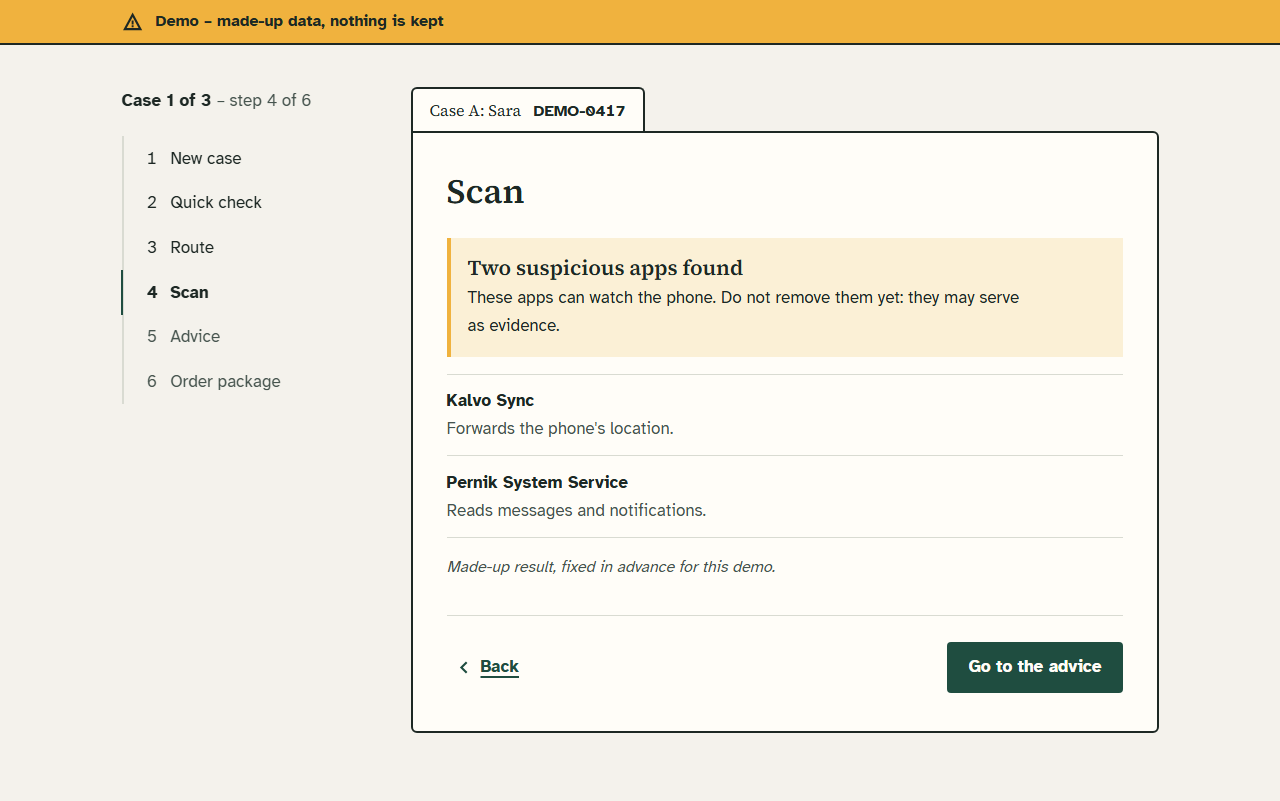 Demo – made-up data, nothing is kept
Case 1 of 3 – step 4 of 6
1 New case
2 Quick check
3 Route
4 Scan
5 Advice
6 Order package
Case A: Sara DEMO-0417
Scan
Two suspicious apps found
These apps can watch the phone. Do not remove them yet: they may serve
as evidence.
Kalvo Sync
Forwards the phone's location.
Pernik System Service
Reads messages and notifications.
Made-up result, fixed in advance for this demo.
Back
Go to the advice